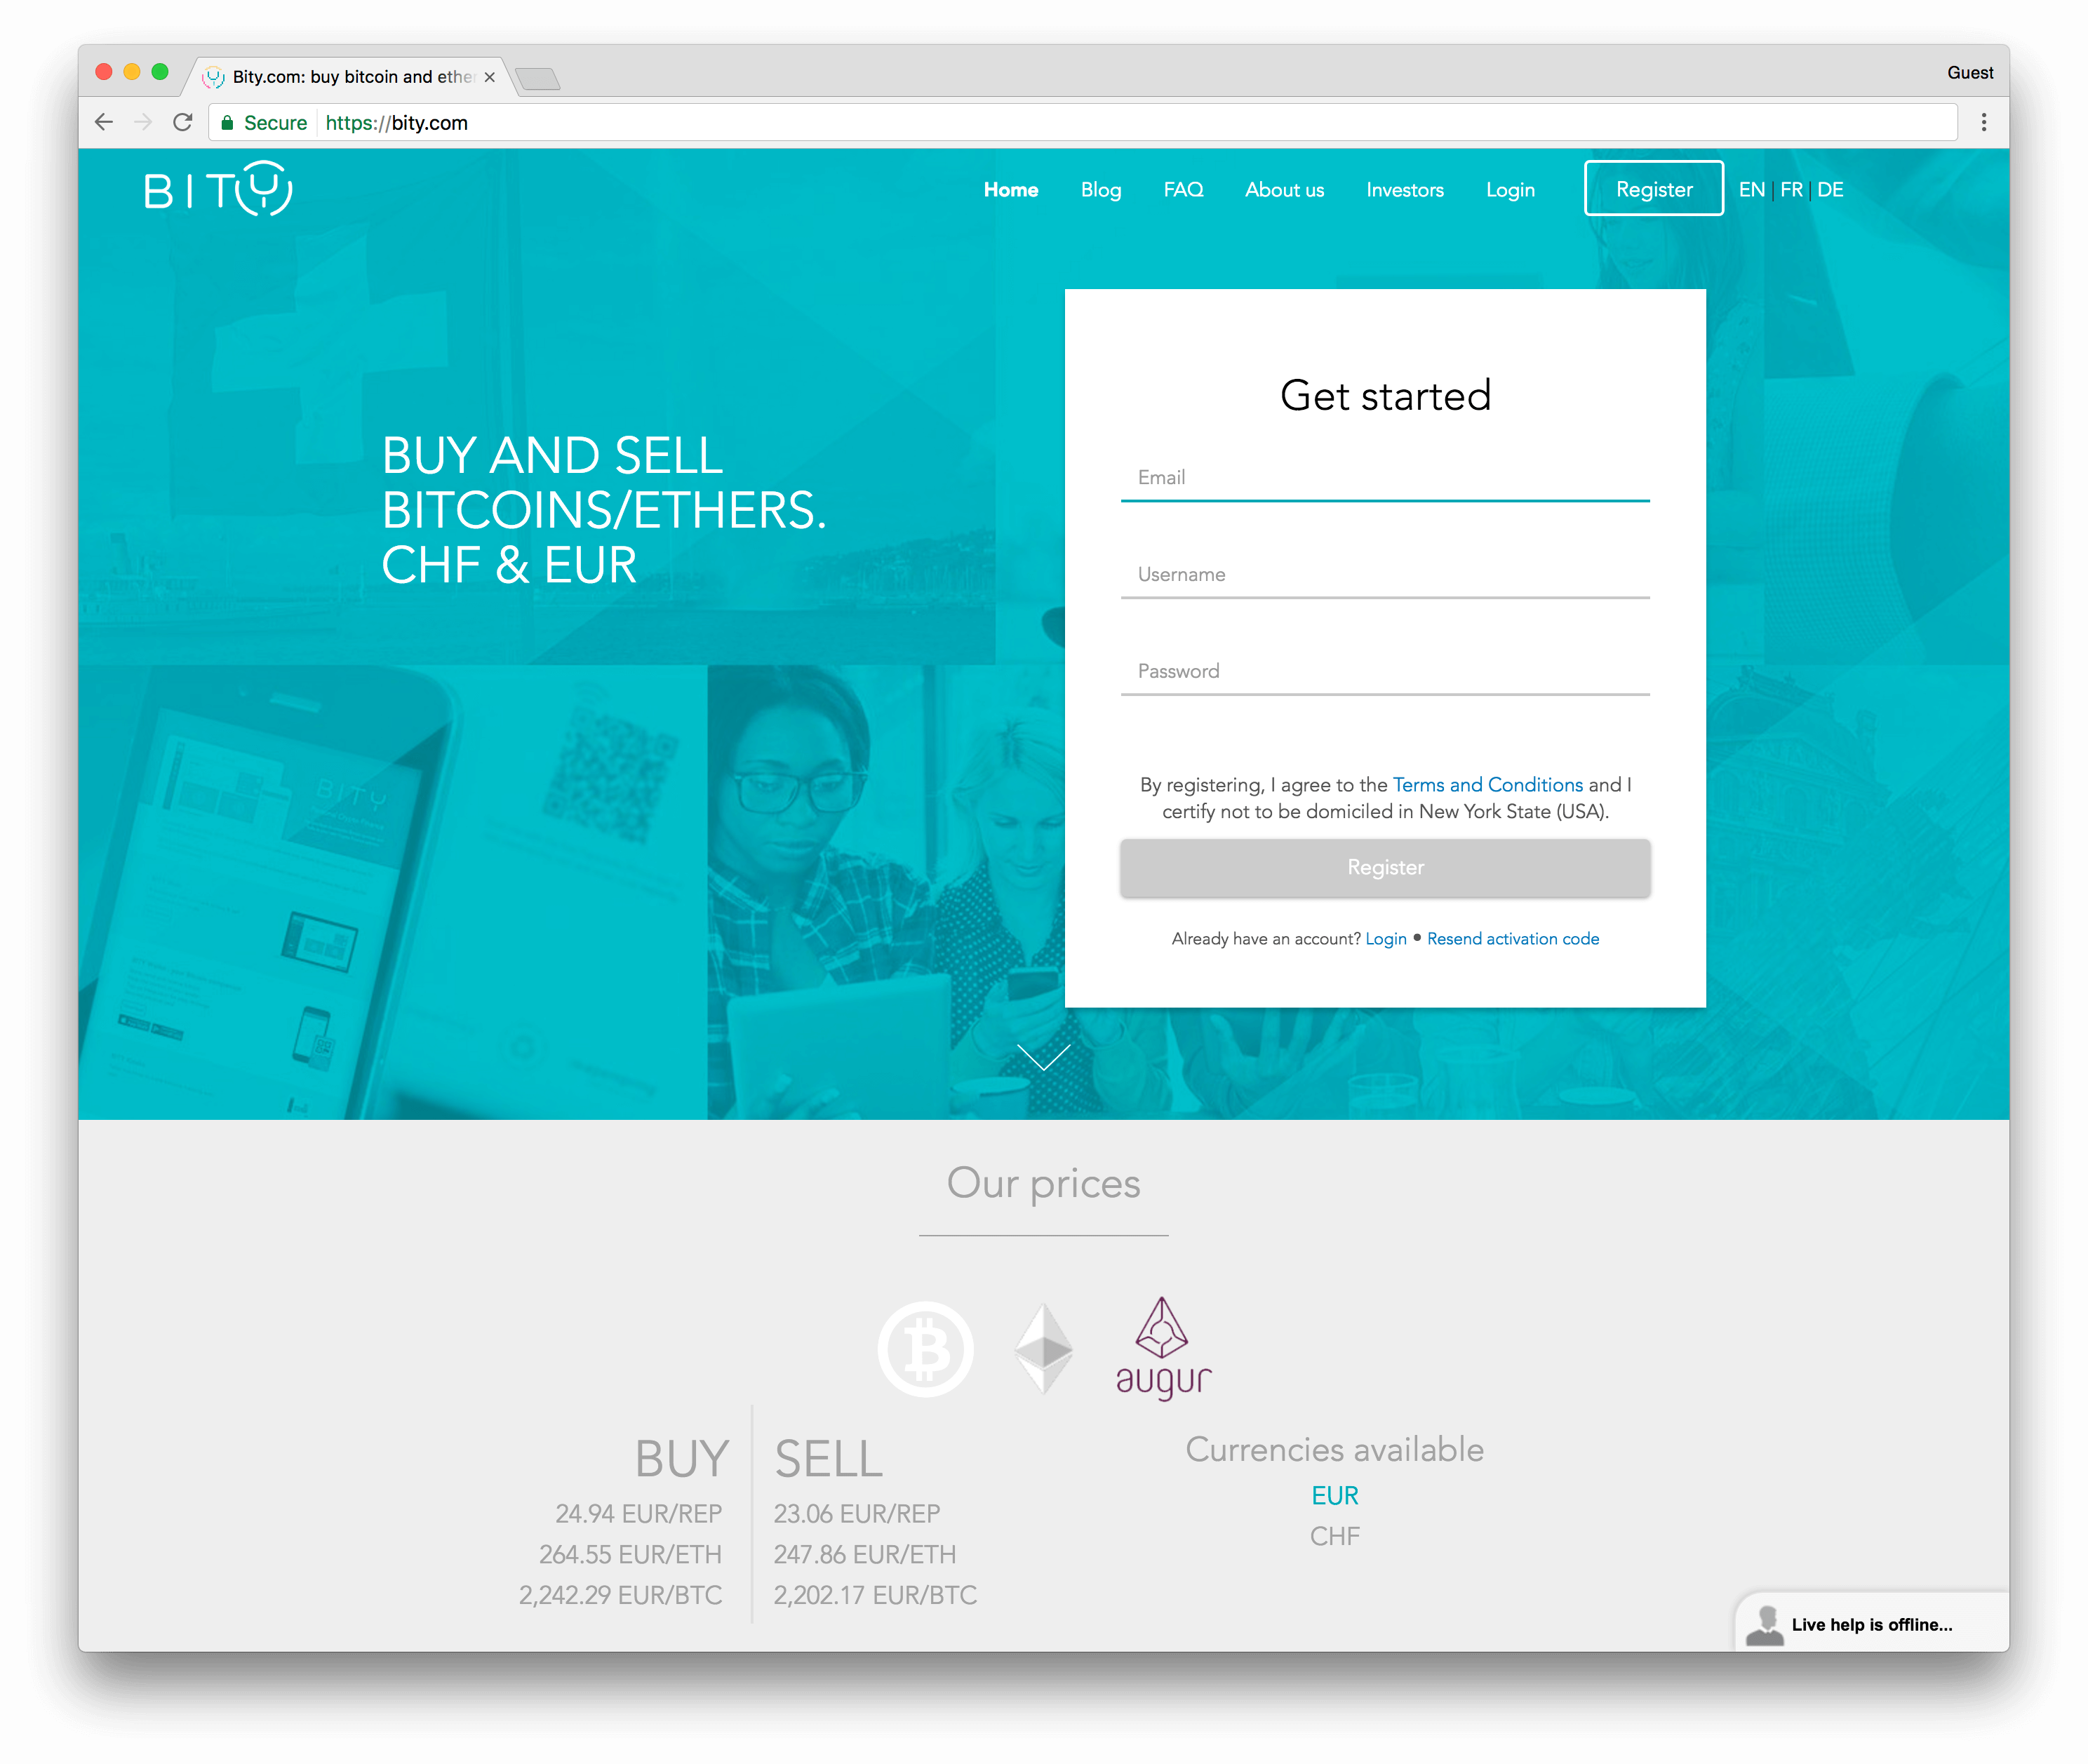 Bity.com: buy bitcoin and ethe
Guest
Secure https://bity.com
BITY
Home Blog FAQ About us Investors Login Register EN | FR | DE
BUY AND SELL
BITCOINS/ETHERS.
CHF & EUR
Get started
Email
Username
Password
By registering, I agree to the Terms and Conditions and I
certify not to be domiciled in New York State (USA).
Register
Already have an account? Login • Resend activation code
BITY
Our prices
augur
BUY SELL
24.94 EUR/REP 23.06 EUR/REP
264.55 EUR/ETH 247.86 EUR/ETH
2,242.29 EUR/BTC 2,202.17 EUR/BTC
Currencies available
EUR
CHF
Live help is offline...